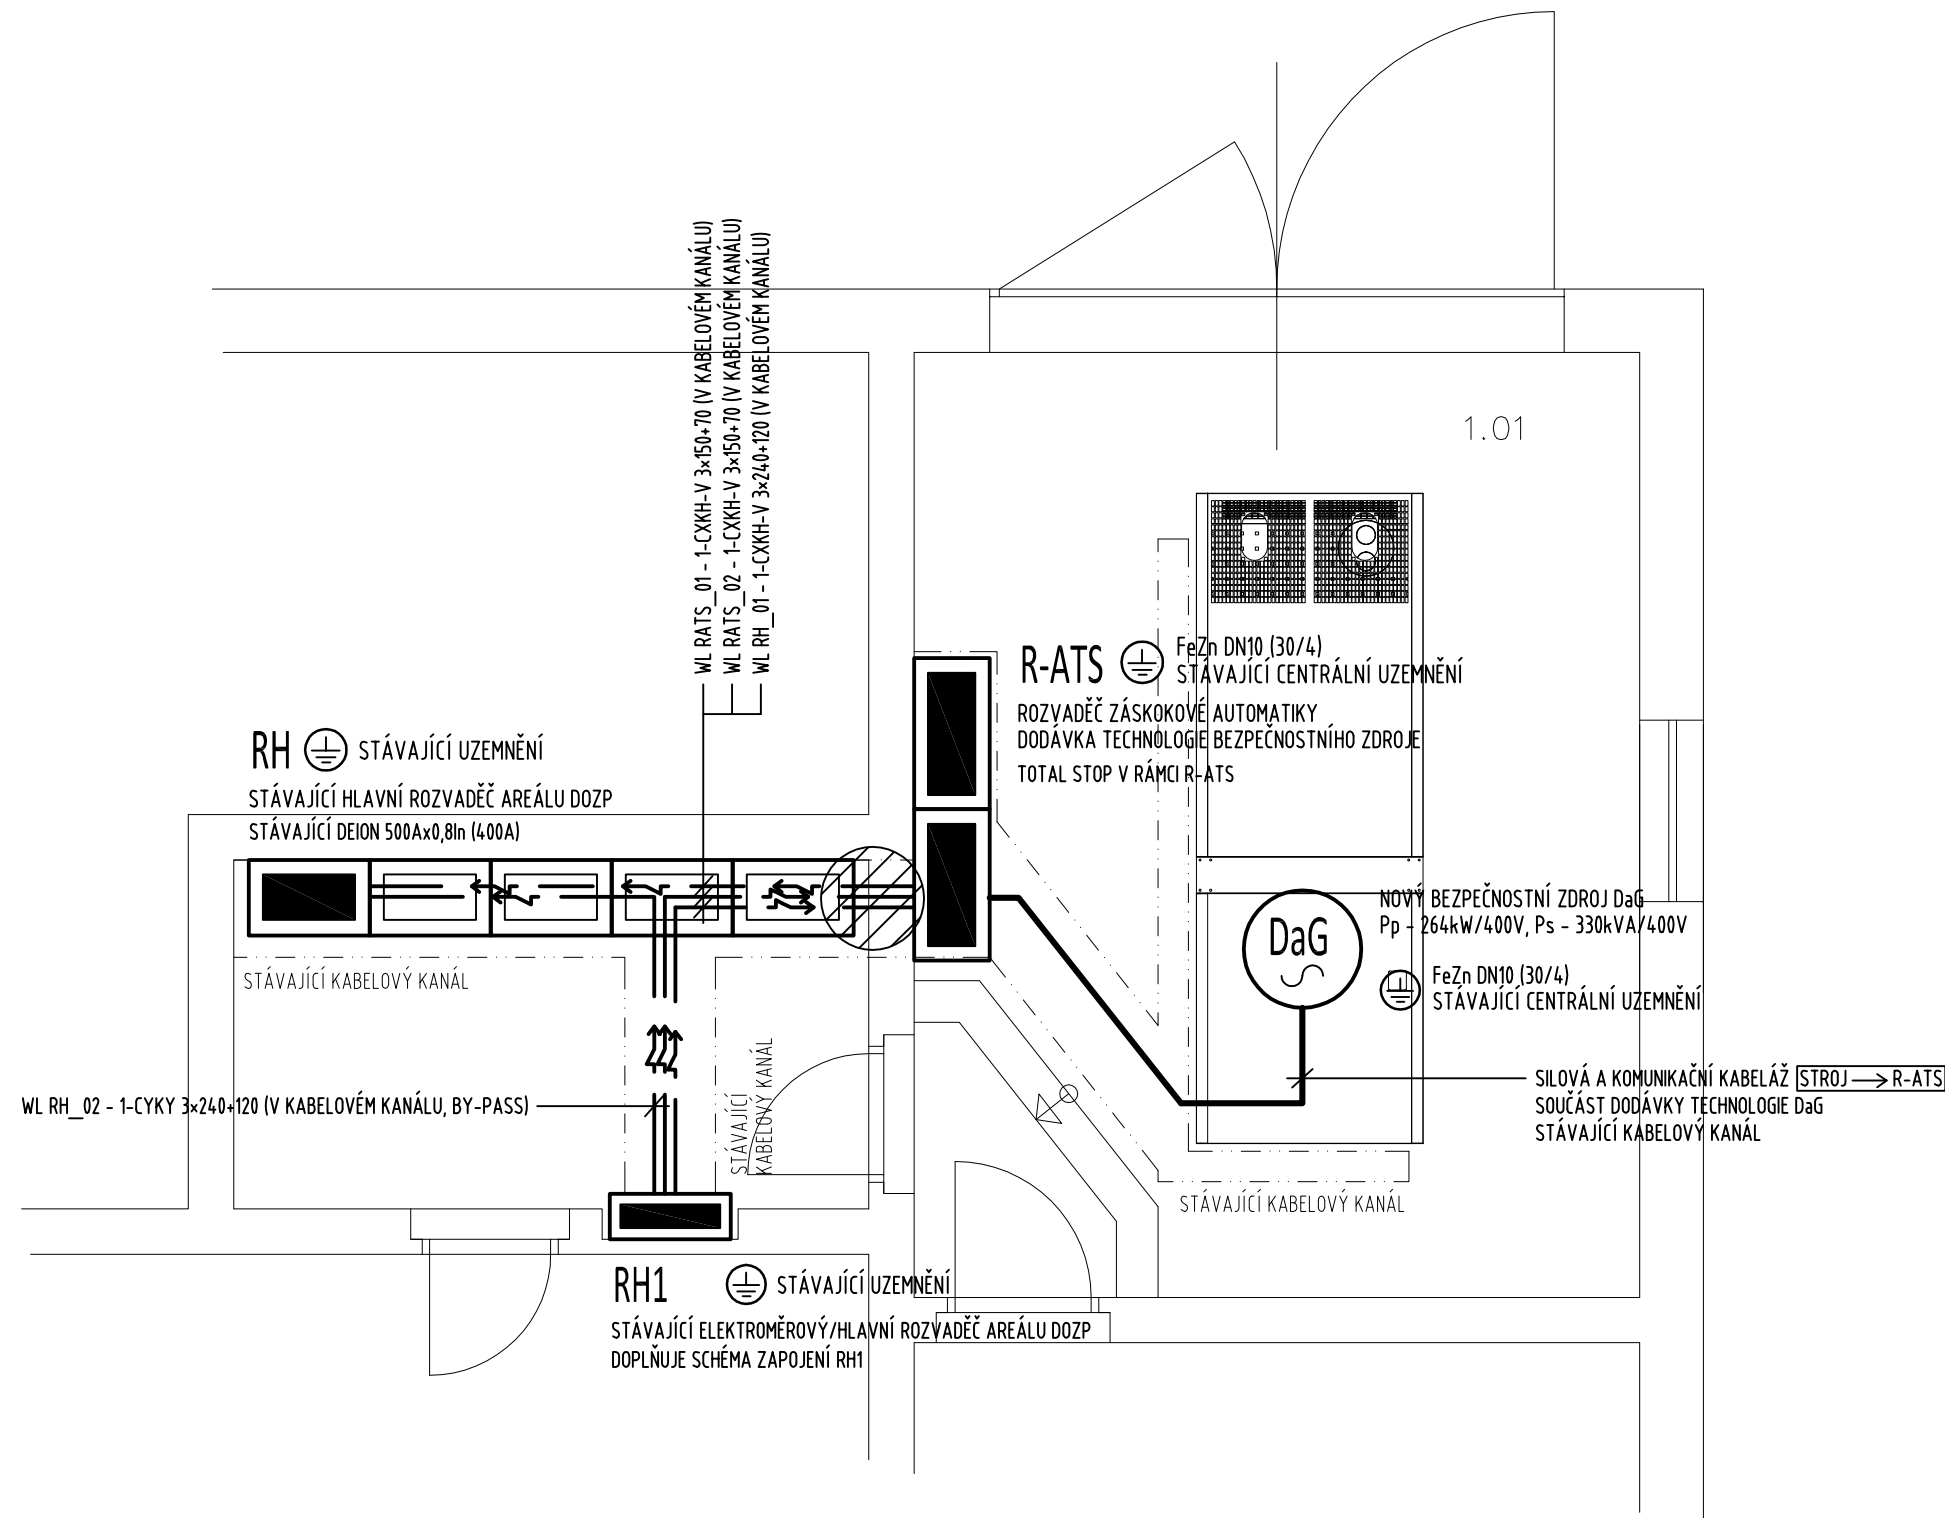 WL RATS_01 - 1-CXKH-V 3×150+70 (V KABELOVÉM KANÁLU)
WL RATS_02 - 1-CXKH-V 3×150+70 (V KABELOVÉM KANÁLU)
WL RH_01 - 1-CXKH-V 3×240+120 (V KABELOVÉM KANÁLU)
1.01
R-ATS
FeZn DN10 (30/4)
STÁVAJÍCÍ CENTRÁLNÍ UZEMNĚNÍ
ROZVADĚČ ZÁSKOKOVÉ AUTOMATIKY
DODÁVKA TECHNOLOGIE BEZPEČNOSTNÍHO ZDROJE
TOTAL STOP V RÁMCI R-ATS
RH
STÁVAJÍCÍ UZEMNĚNÍ
STÁVAJÍCÍ HLAVNÍ ROZVADĚČ AREÁLU DOZP
STÁVAJÍCÍ DEION 500Ax0,8In (400A)
STÁVAJÍCÍ KABELOVÝ KANÁL
NOVÝ BEZPEČNOSTNÍ ZDROJ DaG
Pp - 264kW/400V, Ps - 330kVA/400V
DaG
FeZn DN10 (30/4)
STÁVAJÍCÍ CENTRÁLNÍ UZEMNĚNÍ
SILOVÁ A KOMUNIKAČNÍ KABELÁŽ STROJ → R-ATS
SOUČÁST DODÁVKY TECHNOLOGIE DaG
STÁVAJÍCÍ KABELOVÝ KANÁL
WL RH_02 - 1-CYKY 3×240+120 (V KABELOVÉM KANÁLU, BY-PASS)
STÁVAJÍCÍ
KABELOVÝ KANÁL
STÁVAJÍCÍ KABELOVÝ KANÁL
RH1
STÁVAJÍCÍ UZEMNĚNÍ
STÁVAJÍCÍ ELEKTROMĚROVÝ/HLAVNÍ ROZVADĚČ AREÁLU DOZP
DOPLŇUJE SCHÉMA ZAPOJENÍ RH1